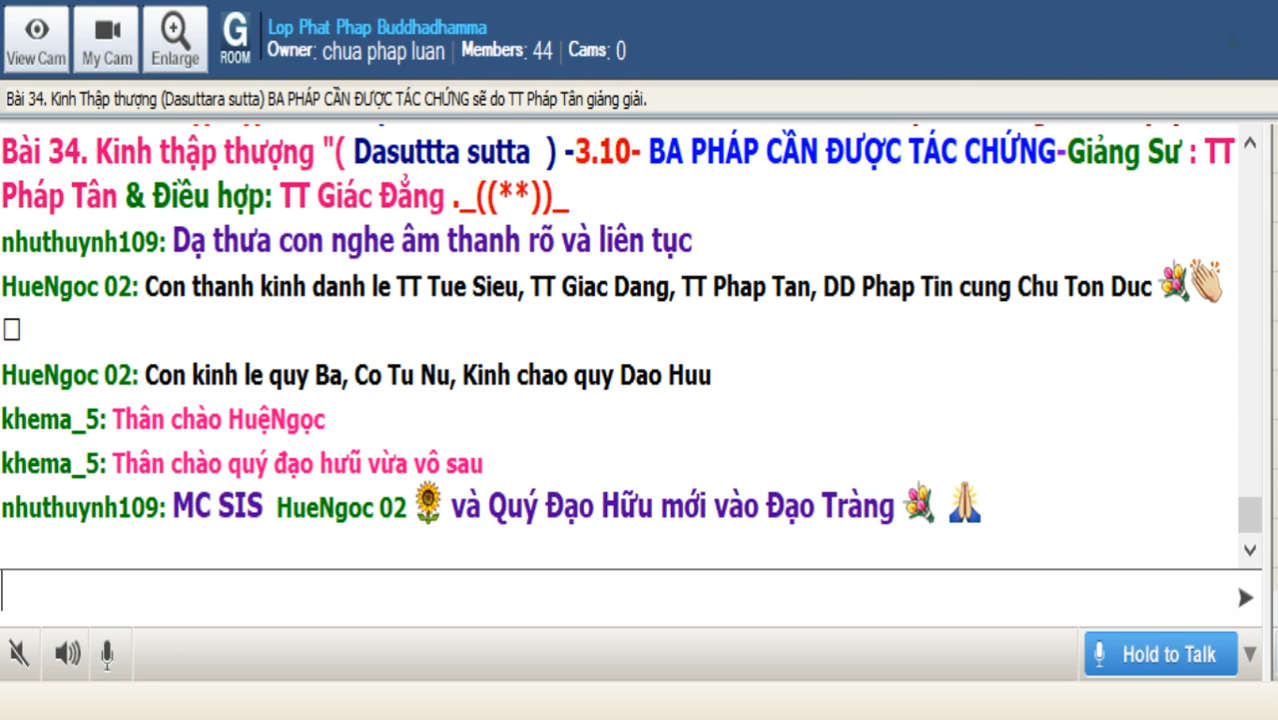 View Cam
My Cam
Enlarge
G
ROOM
Lop Phat Phap Buddhadhamma
Owner: chua phap luan | Members: 44 | Cams: 0
Bài 34. Kinh Thập thượng (Dasuttara sutta) BA PHÁP CẦN ĐƯỢC TÁC CHỨNG sẽ do TT Pháp Tân giảng giải.
Bài 34. Kinh thập thượng "( Dasuttta sutta ) -3.10- BA PHÁP CẦN ĐƯỢC TÁC CHỨNG-Giảng Sư : TT
Pháp Tân & Điều hợp: TT Giác Đẳng ._((**))_
nhuthuynh109: Dạ thưa con nghe âm thanh rõ và liên tục
HueNgoc 02: Con thanh kinh danh le TT Tue Sieu, TT Giac Dang, TT Phap Tan, DD Phap Tin cung Chu Ton Duc
HueNgoc 02: Con kinh le quy Ba, Co Tu Nu, Kinh chao quy Dao Huu
khema_5: Thân chào HuệNgọc
khema_5: Thân chào quý đạo hưũ vừa vô sau
nhuthuynh109: MC SIS HueNgoc 02 và Quý Đạo Hữu mới vào Đạo Tràng
Hold to Talk